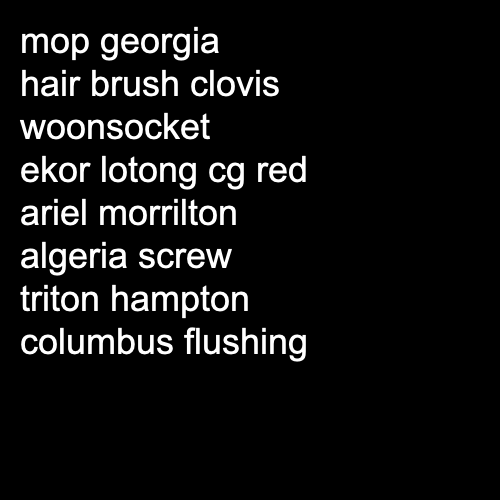 mop georgia
hair brush clovis
woonsocket
ekor lotong cg red
ariel morrilton
algeria screw
triton hampton
columbus flushing